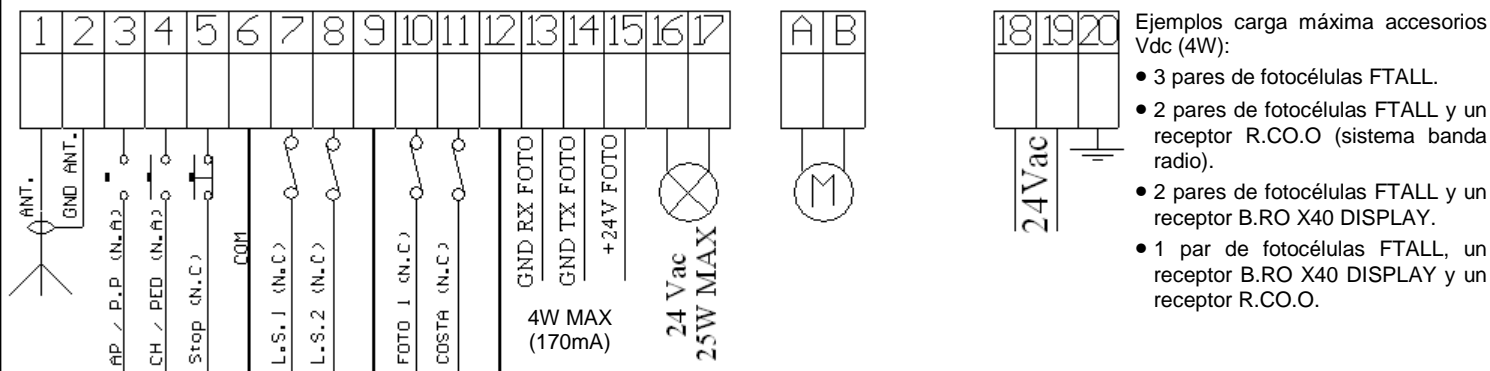 1 2 3 4 5 6 7 8 9 10 11 12 13 14 15 16 17
A B
18 19 20
ANT.
GND ANT.
AP / P.P (N.A)
CH / PED (N.A)
Stop (N.C)
COM
L.S.1 (N.C)
L.S.2 (N.C)
FOTO 1 (N.C)
COSTA (N.C)
GND RX FOTO
GND TX FOTO
+24V FOTO
4W MAX
(170mA)
24 Vac
25W MAX
M
24Vac
Ejemplos carga máxima accesorios
Vdc (4W):
• 3 pares de fotocélulas FTALL.
• 2 pares de fotocélulas FTALL y un
receptor R.CO.O (sistema banda
radio).
• 2 pares de fotocélulas FTALL y un
receptor B.RO X40 DISPLAY.
• 1 par de fotocélulas FTALL, un
receptor B.RO X40 DISPLAY y un
receptor R.CO.O.